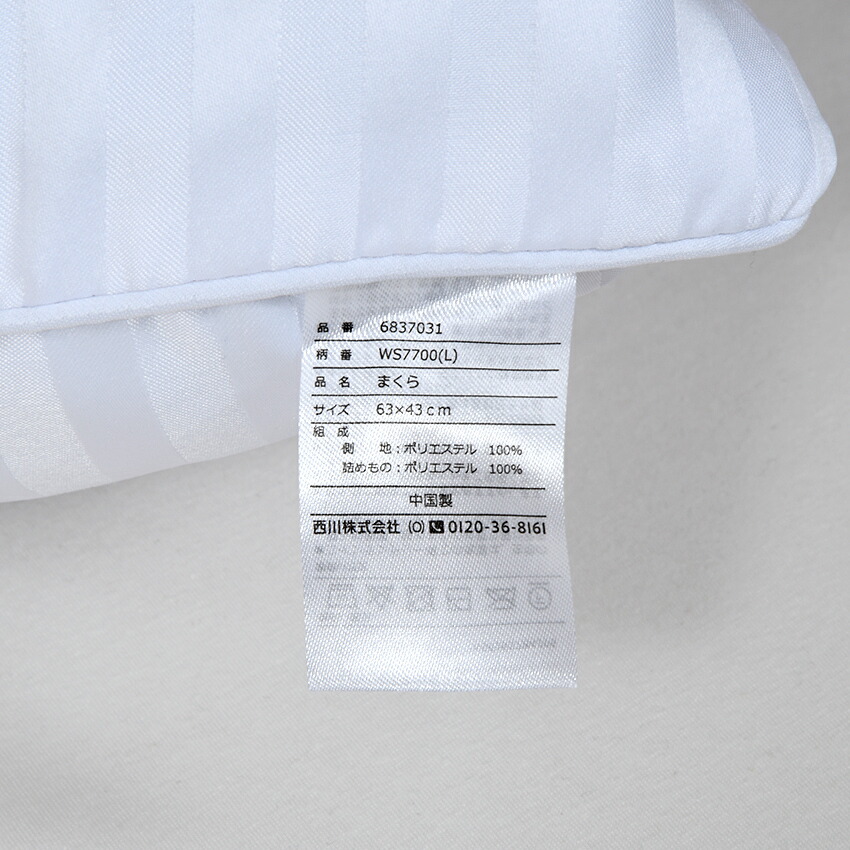 品番 6837031
柄番 WS7700(L)
品名 まくら
サイズ 63×43cm
組成
側地：ポリエステル 100%
詰めもの：ポリエステル 100%
中国製
西川株式会社 (O) 0120-36-8161